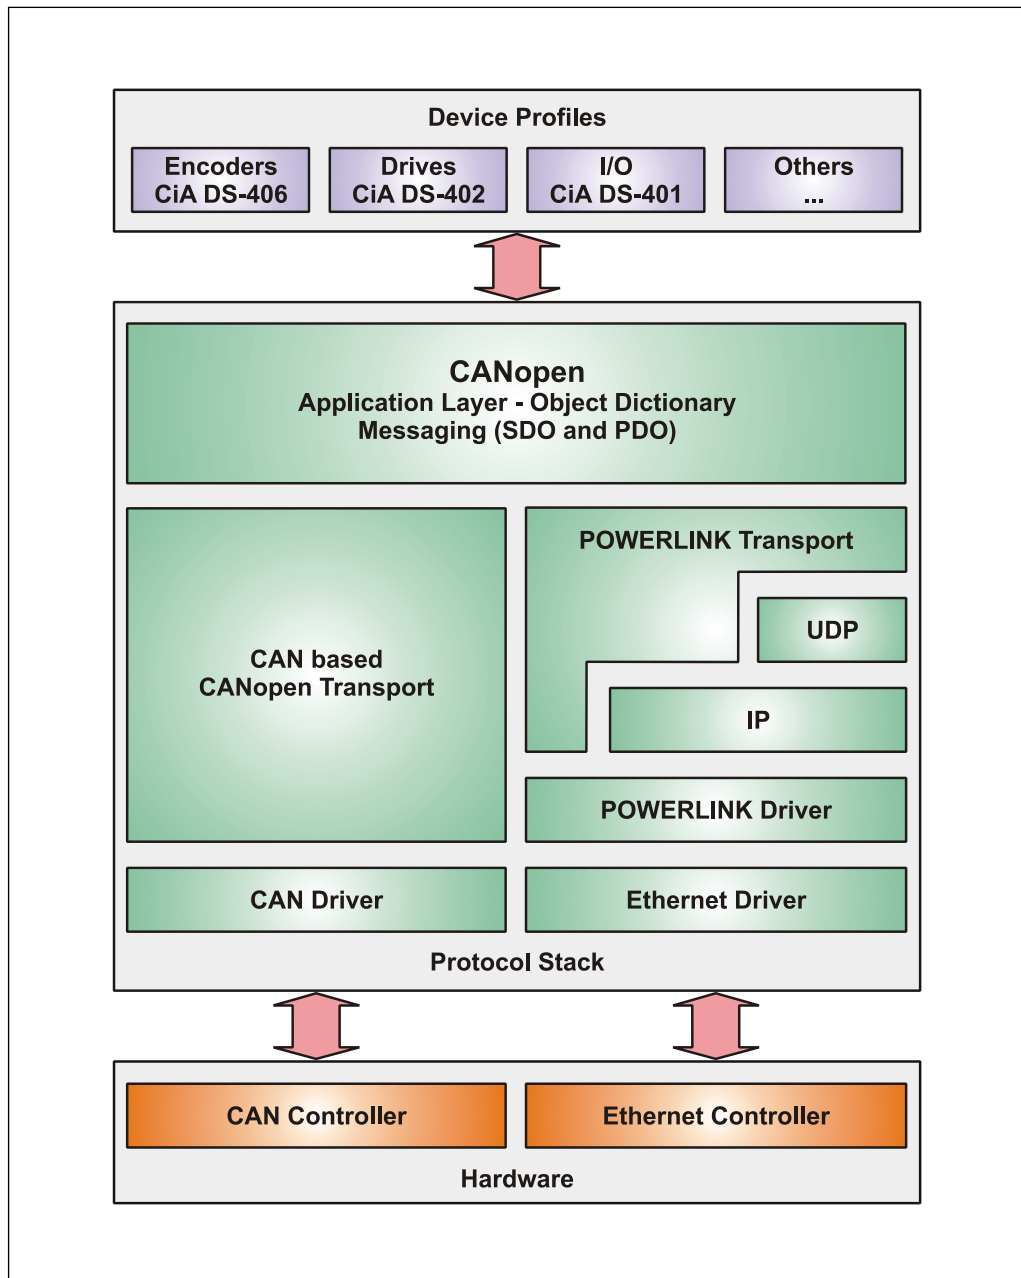 Device Profiles
Encoders
CiA DS-406
Drives
CiA DS-402
I/O
CiA DS-401
Others
...
CANopen
Application Layer - Object Dictionary
Messaging (SDO and PDO)
CAN based
CANopen Transport
POWERLINK Transport
UDP
IP
POWERLINK Driver
CAN Driver
Ethernet Driver
Protocol Stack
CAN Controller
Ethernet Controller
Hardware